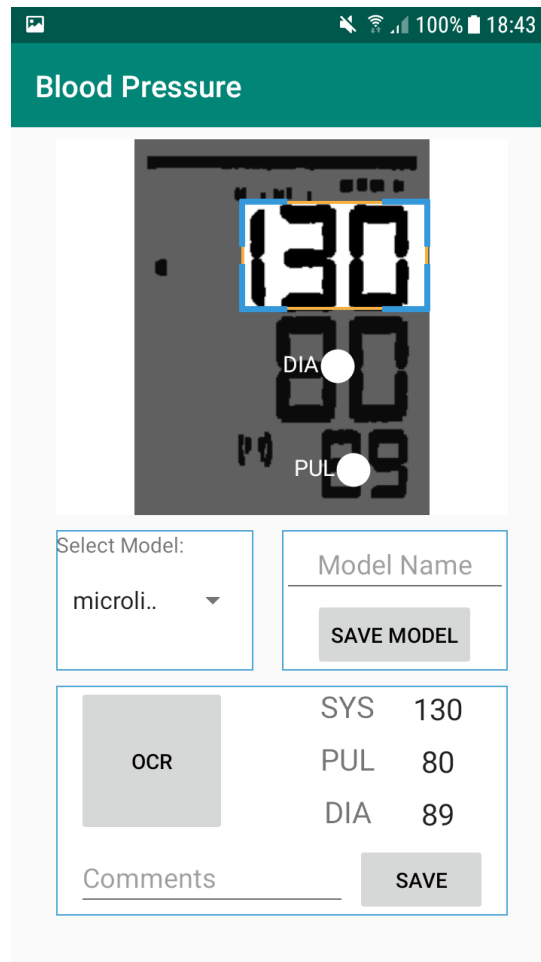 100% 18:43
Blood Pressure
130
80
DIA
89
PUL
Select Model:
microli..
Model Name
SAVE MODEL
OCR
SYS 130
PUL 80
DIA 89
Comments
SAVE